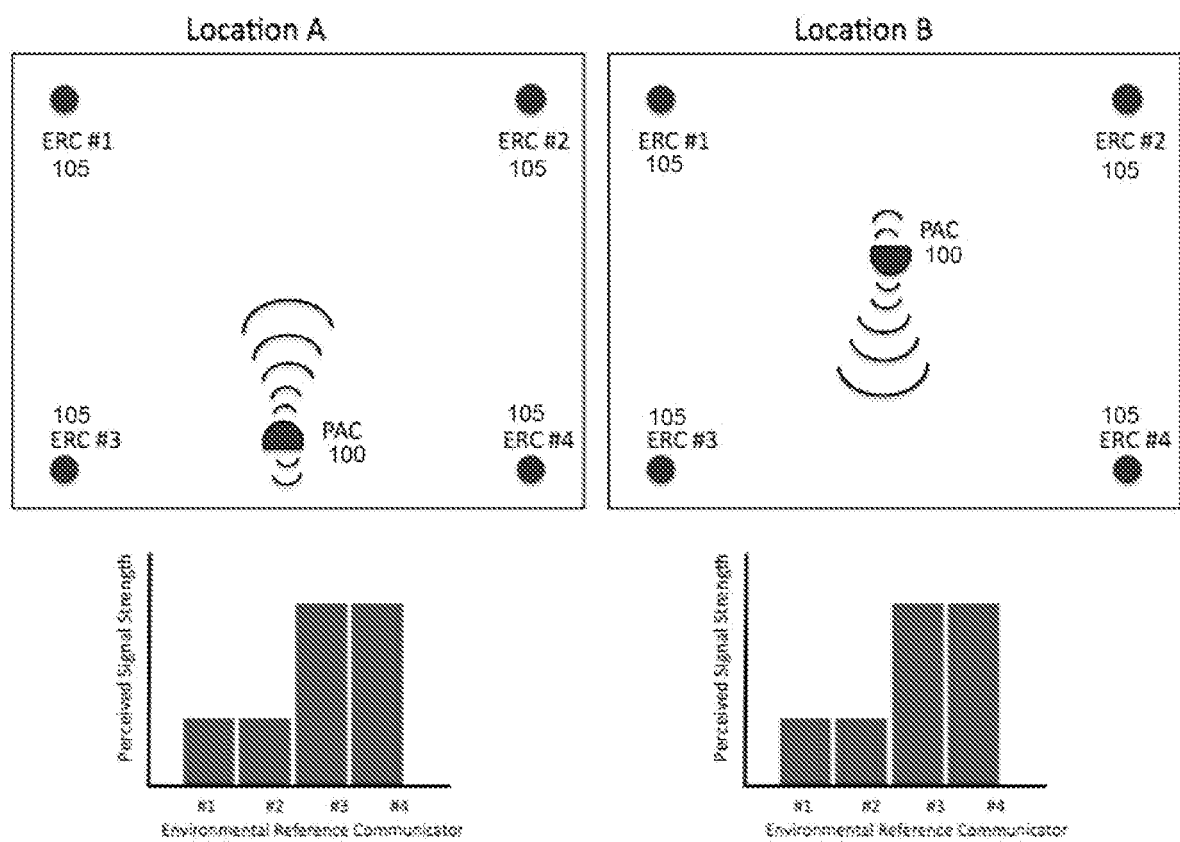 Location A
ERC #1
105
ERC #2
105
PAC
100
105
ERC #3
105
ERC #4
Location B
ERC #1
105
ERC #2
105
PAC
100
105
ERC #3
105
ERC #4
Perceived Signal Strength
#1 #2 #3 #4
Environmental Reference Communicator
Perceived Signal Strength
#1 #2 #3 #4
Environmental Reference Communicator